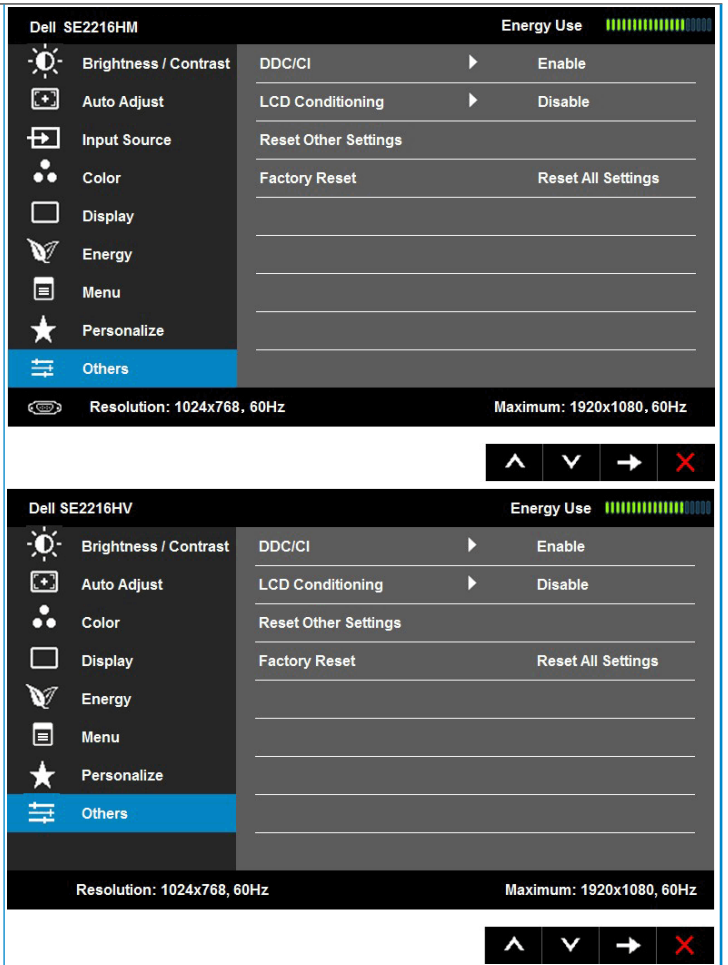 Dell SE2216HM Energy Use
Brightness / Contrast DDC/CI Enable
Auto Adjust LCD Conditioning Disable
Input Source Reset Other Settings
Color Factory Reset Reset All Settings
Display
Energy
Menu
Personalize
Others
Resolution: 1024x768, 60Hz Maximum: 1920x1080, 60Hz
Dell SE2216HV Energy Use
Brightness / Contrast DDC/CI Enable
Auto Adjust LCD Conditioning Disable
Color Reset Other Settings
Display Factory Reset Reset All Settings
Energy
Menu
Personalize
Others
Resolution: 1024x768, 60Hz Maximum: 1920x1080, 60Hz